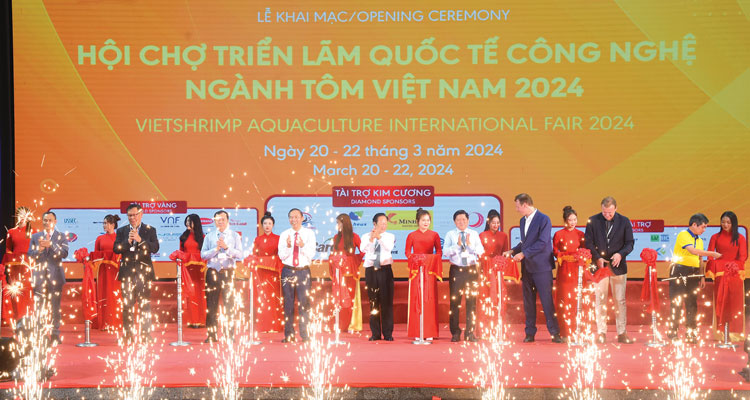 LỄ KHAI MẠC/OPENING CEREMONY
HỘI CHỢ TRIỂN LÃM QUỐC TẾ CÔNG NGHỆ
NGÀNH TÔM VIỆT NAM 2024
VIETSHRIMP AQUACULTURE INTERNATIONAL FAIR 2024
Ngày 20 - 22 tháng 3 năm 2024
March 20 - 22, 2024
TÀI TRỢ VÀNG
TÀI TRỢ KIM CƯƠNG
DIAMOND SPONSORS
TRỢ
VNF